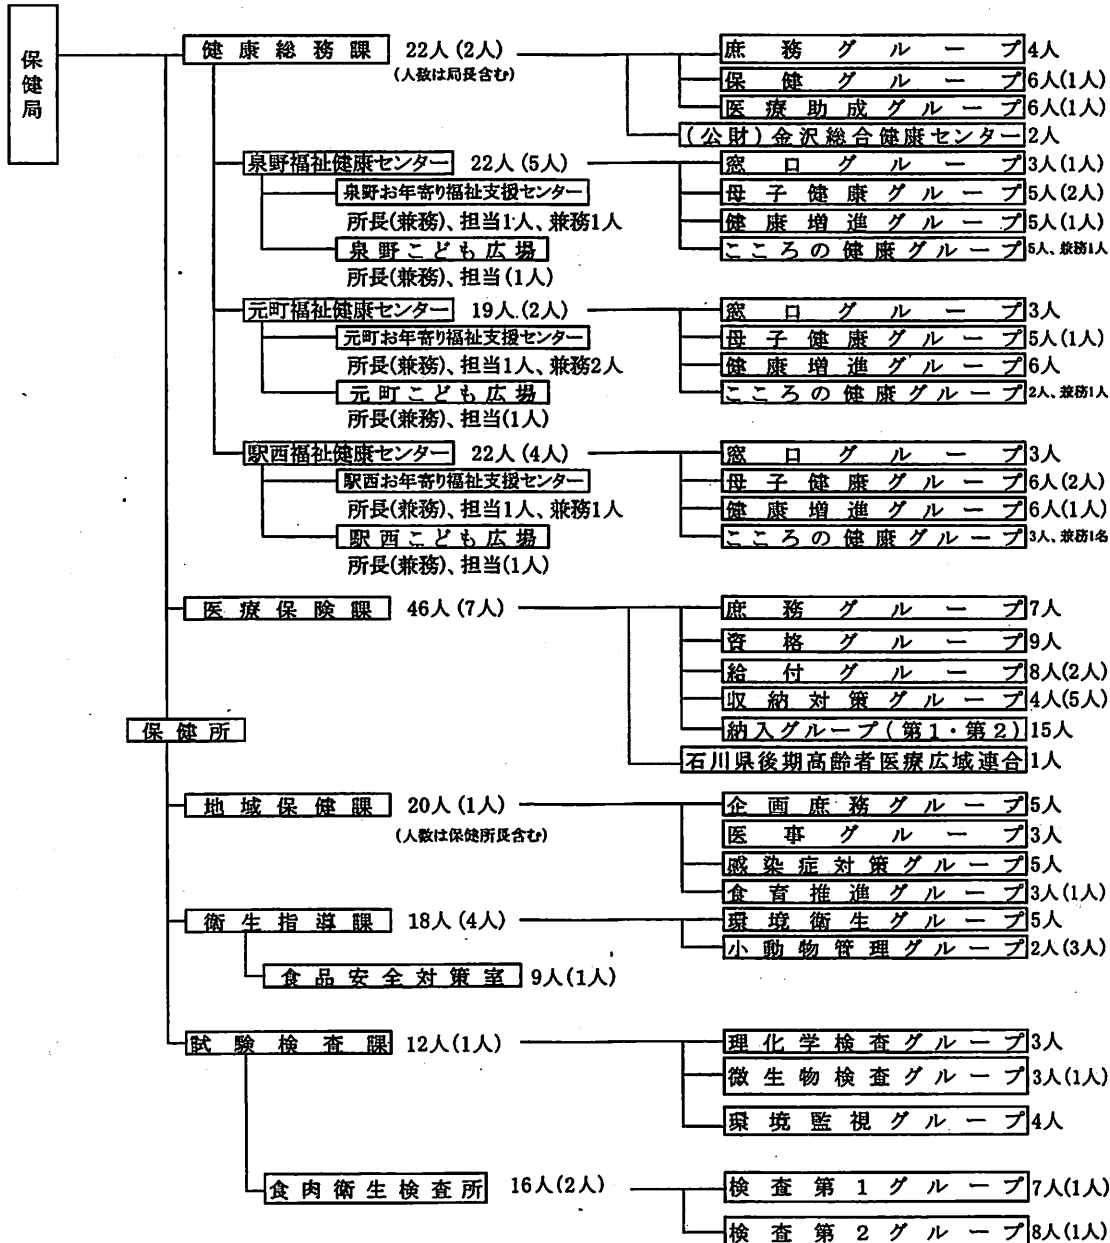 保健局
健康総務課 22人(2人)
(人数は局長含む)
庶務グループ 4人
保健グループ 6人(1人)
医療助成グループ 6人(1人)
(公財)金沢総合健康センター 2人
泉野福祉健康センター 22人(5人)
窓口グループ 3人(1人)
泉野お年寄り福祉支援センター
母子健康グループ 5人(2人)
所長(兼務)、担当1人、兼務1人
健康増進グループ 5人(1人)
泉野こども広場
こころの健康グループ 5人、兼務1人
所長(兼務)、担当(1人)
元町福祉健康センター 19人(2人)
窓口グループ 3人
元町お年寄り福祉支援センター
母子健康グループ 5人(1人)
所長(兼務)、担当1人、兼務2人
健康増進グループ 6人
元町こども広場
こころの健康グループ 2人、兼務1人
所長(兼務)、担当(1人)
駅西福祉健康センター 22人(4人)
窓口グループ 3人
駅西お年寄り福祉支援センター
母子健康グループ 6人(2人)
所長(兼務)、担当1人、兼務1人
健康増進グループ 6人(1人)
駅西こども広場
こころの健康グループ 3人、兼務1名
所長(兼務)、担当(1人)
医療保険課 46人(7人)
庶務グループ 7人
資格グループ 9人
給付グループ 8人(2人)
収納対策グループ 4人(5人)
納入グループ(第1・第2) 15人
石川県後期高齢者医療広域連合 1人
保健所
地域保健課 20人(1人)
(人数は保健所長含む)
企画庶務グループ 5人
医事グループ 3人
感染症対策グループ 5人
食育推進グループ 3人(1人)
衛生指導課 18人(4人)
環境衛生グループ 5人
小動物管理グループ 2人(3人)
食品安全対策室 9人(1人)
試験検査課 12人(1人)
理化学検査グループ 3人
微生物検査グループ 3人(1人)
環境監視グループ 4人
食肉衛生検査所 16人(2人)
検査第1グループ 7人(1人)
検査第2グループ 8人(1人)